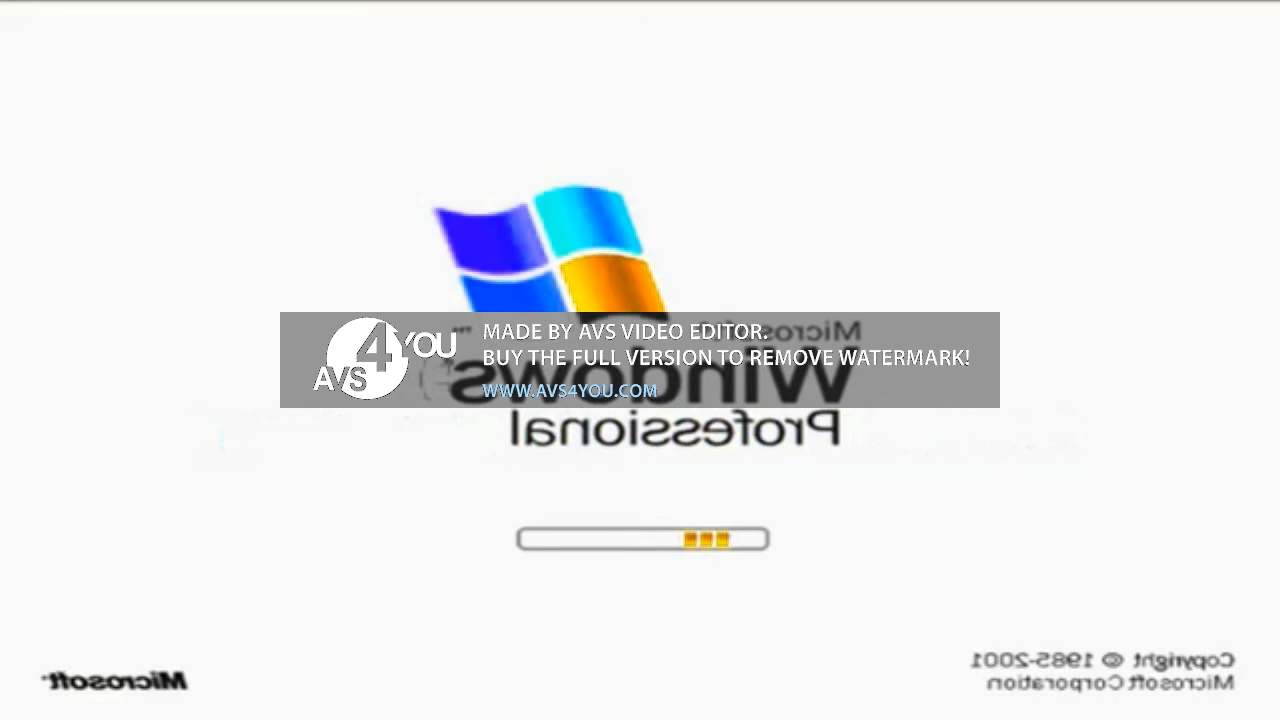 Microsoft®
MADE BY AVS VIDEO EDITOR.
AVS4YOU
BUY THE FULL VERSION TO REMOVE WATERMARK!
Windows
WWW.AVS4YOU.COM
Professional
Copyright © 1985-2001
Microsoft Corporation
Microsoft